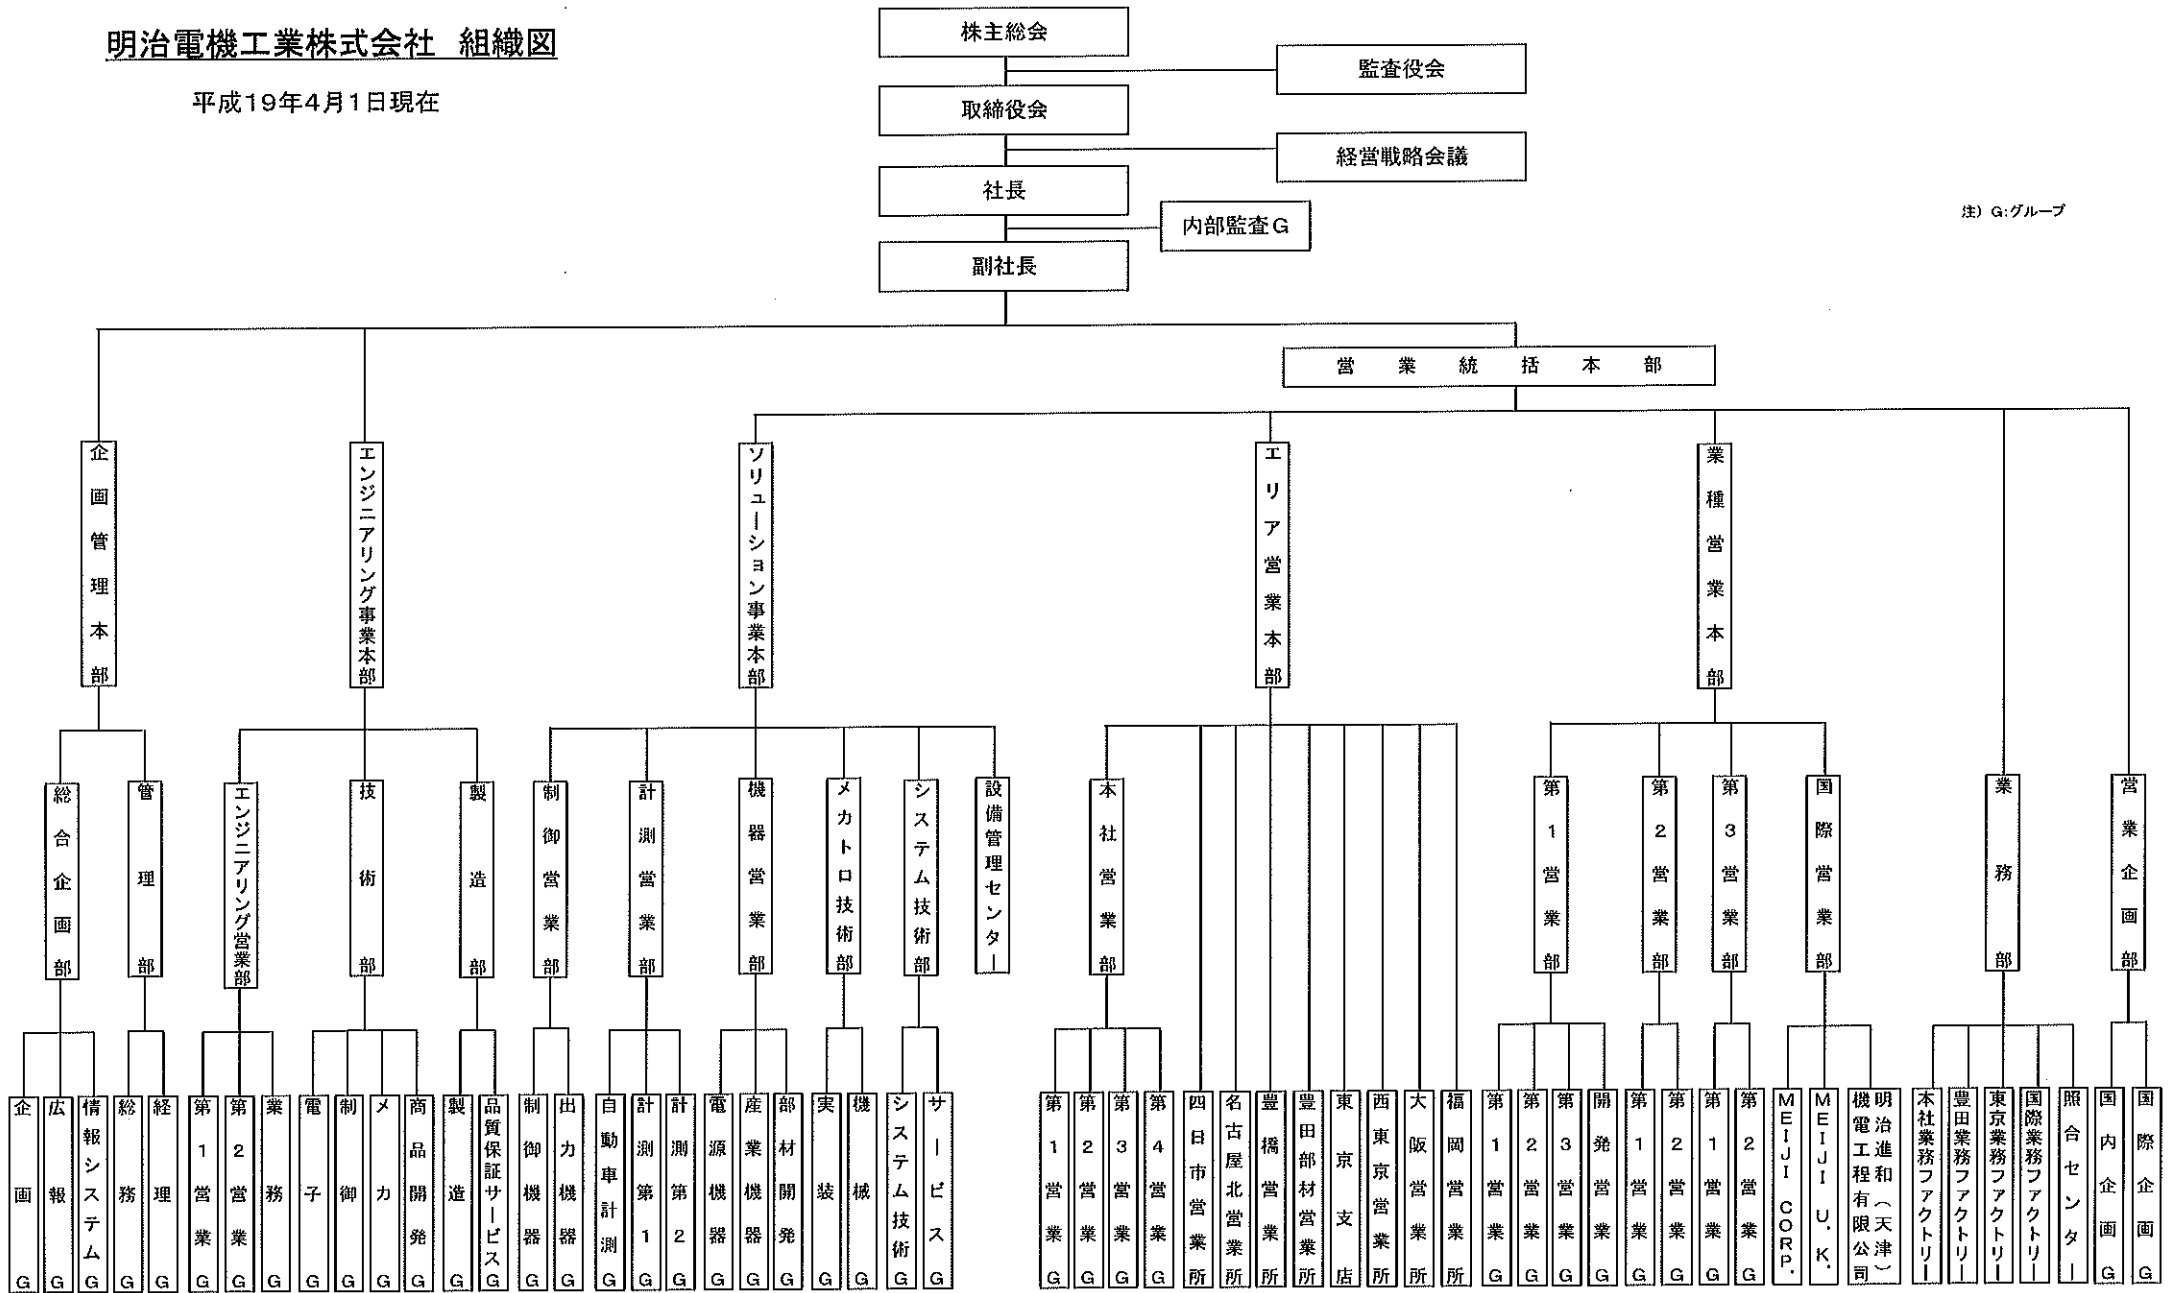 明治電機工業株式会社 組織図
平成19年4月1日現在
株主総会
監査役会
取締役会
経営戦略会議
社長
内部監査G
注) G:グループ
副社長
営業統括本部
企画管理本部
エンジニアリング事業本部
ソリューション事業本部
エリア営業本部
業種営業本部
総合企画部
管理部
エンジニアリング営業部
技術部
製造部
制御営業部
計測営業部
機器営業部
メカトロ技術部
システム技術部
設備管理センター
本社営業部
第1営業部
第2営業部
第3営業部
国際営業部
業務部
営業企画部
企画G
広報G
情報システムG
総務G
経理G
第1営業G
第2営業G
業務G
電子G
制御G
メカG
商品開発G
製造G
品質保証サービスG
制御機器G
出力機器G
自動車計測G
計測第1G
計測第2G
電源機器G
産業機器G
部材開発G
実装G
機械G
システム技術G
サービスG
第1営業G
第2営業G
第3営業G
第4営業G
四日市営業所
名古屋北営業所
豊橋営業所
豊田部材営業所
東京支店
西東京営業所
大阪営業所
福岡営業所
第1営業G
第2営業G
第3営業G
開発営業G
第1営業G
第2営業G
第1営業G
第2営業G
MEIJI CORP.
MEIJI U.K.
明治進和(天津)
機電工程有限公司
本社業務ファクトリー
豊田業務ファクトリー
東京業務ファクトリー
国際業務ファクトリー
照合センター
国内企画G
国際企画G